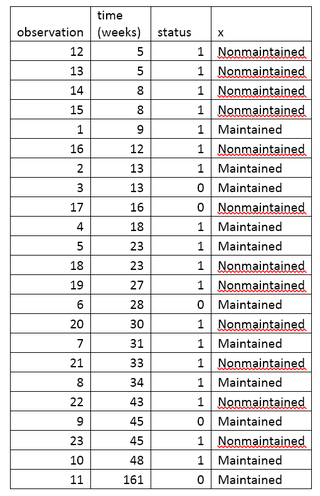 observation time (weeks) status x
12 5 1 Nonmaintained
13 5 1 Nonmaintained
14 8 1 Nonmaintained
15 8 1 Nonmaintained
1 9 1 Maintained
16 12 1 Nonmaintained
2 13 1 Maintained
3 13 0 Maintained
17 16 0 Nonmaintained
4 18 1 Maintained
5 23 1 Maintained
18 23 1 Nonmaintained
19 27 1 Nonmaintained
6 28 0 Maintained
20 30 1 Nonmaintained
7 31 1 Maintained
21 33 1 Nonmaintained
8 34 1 Maintained
22 43 1 Nonmaintained
9 45 0 Maintained
23 45 1 Nonmaintained
10 48 1 Maintained
11 161 0 Maintained